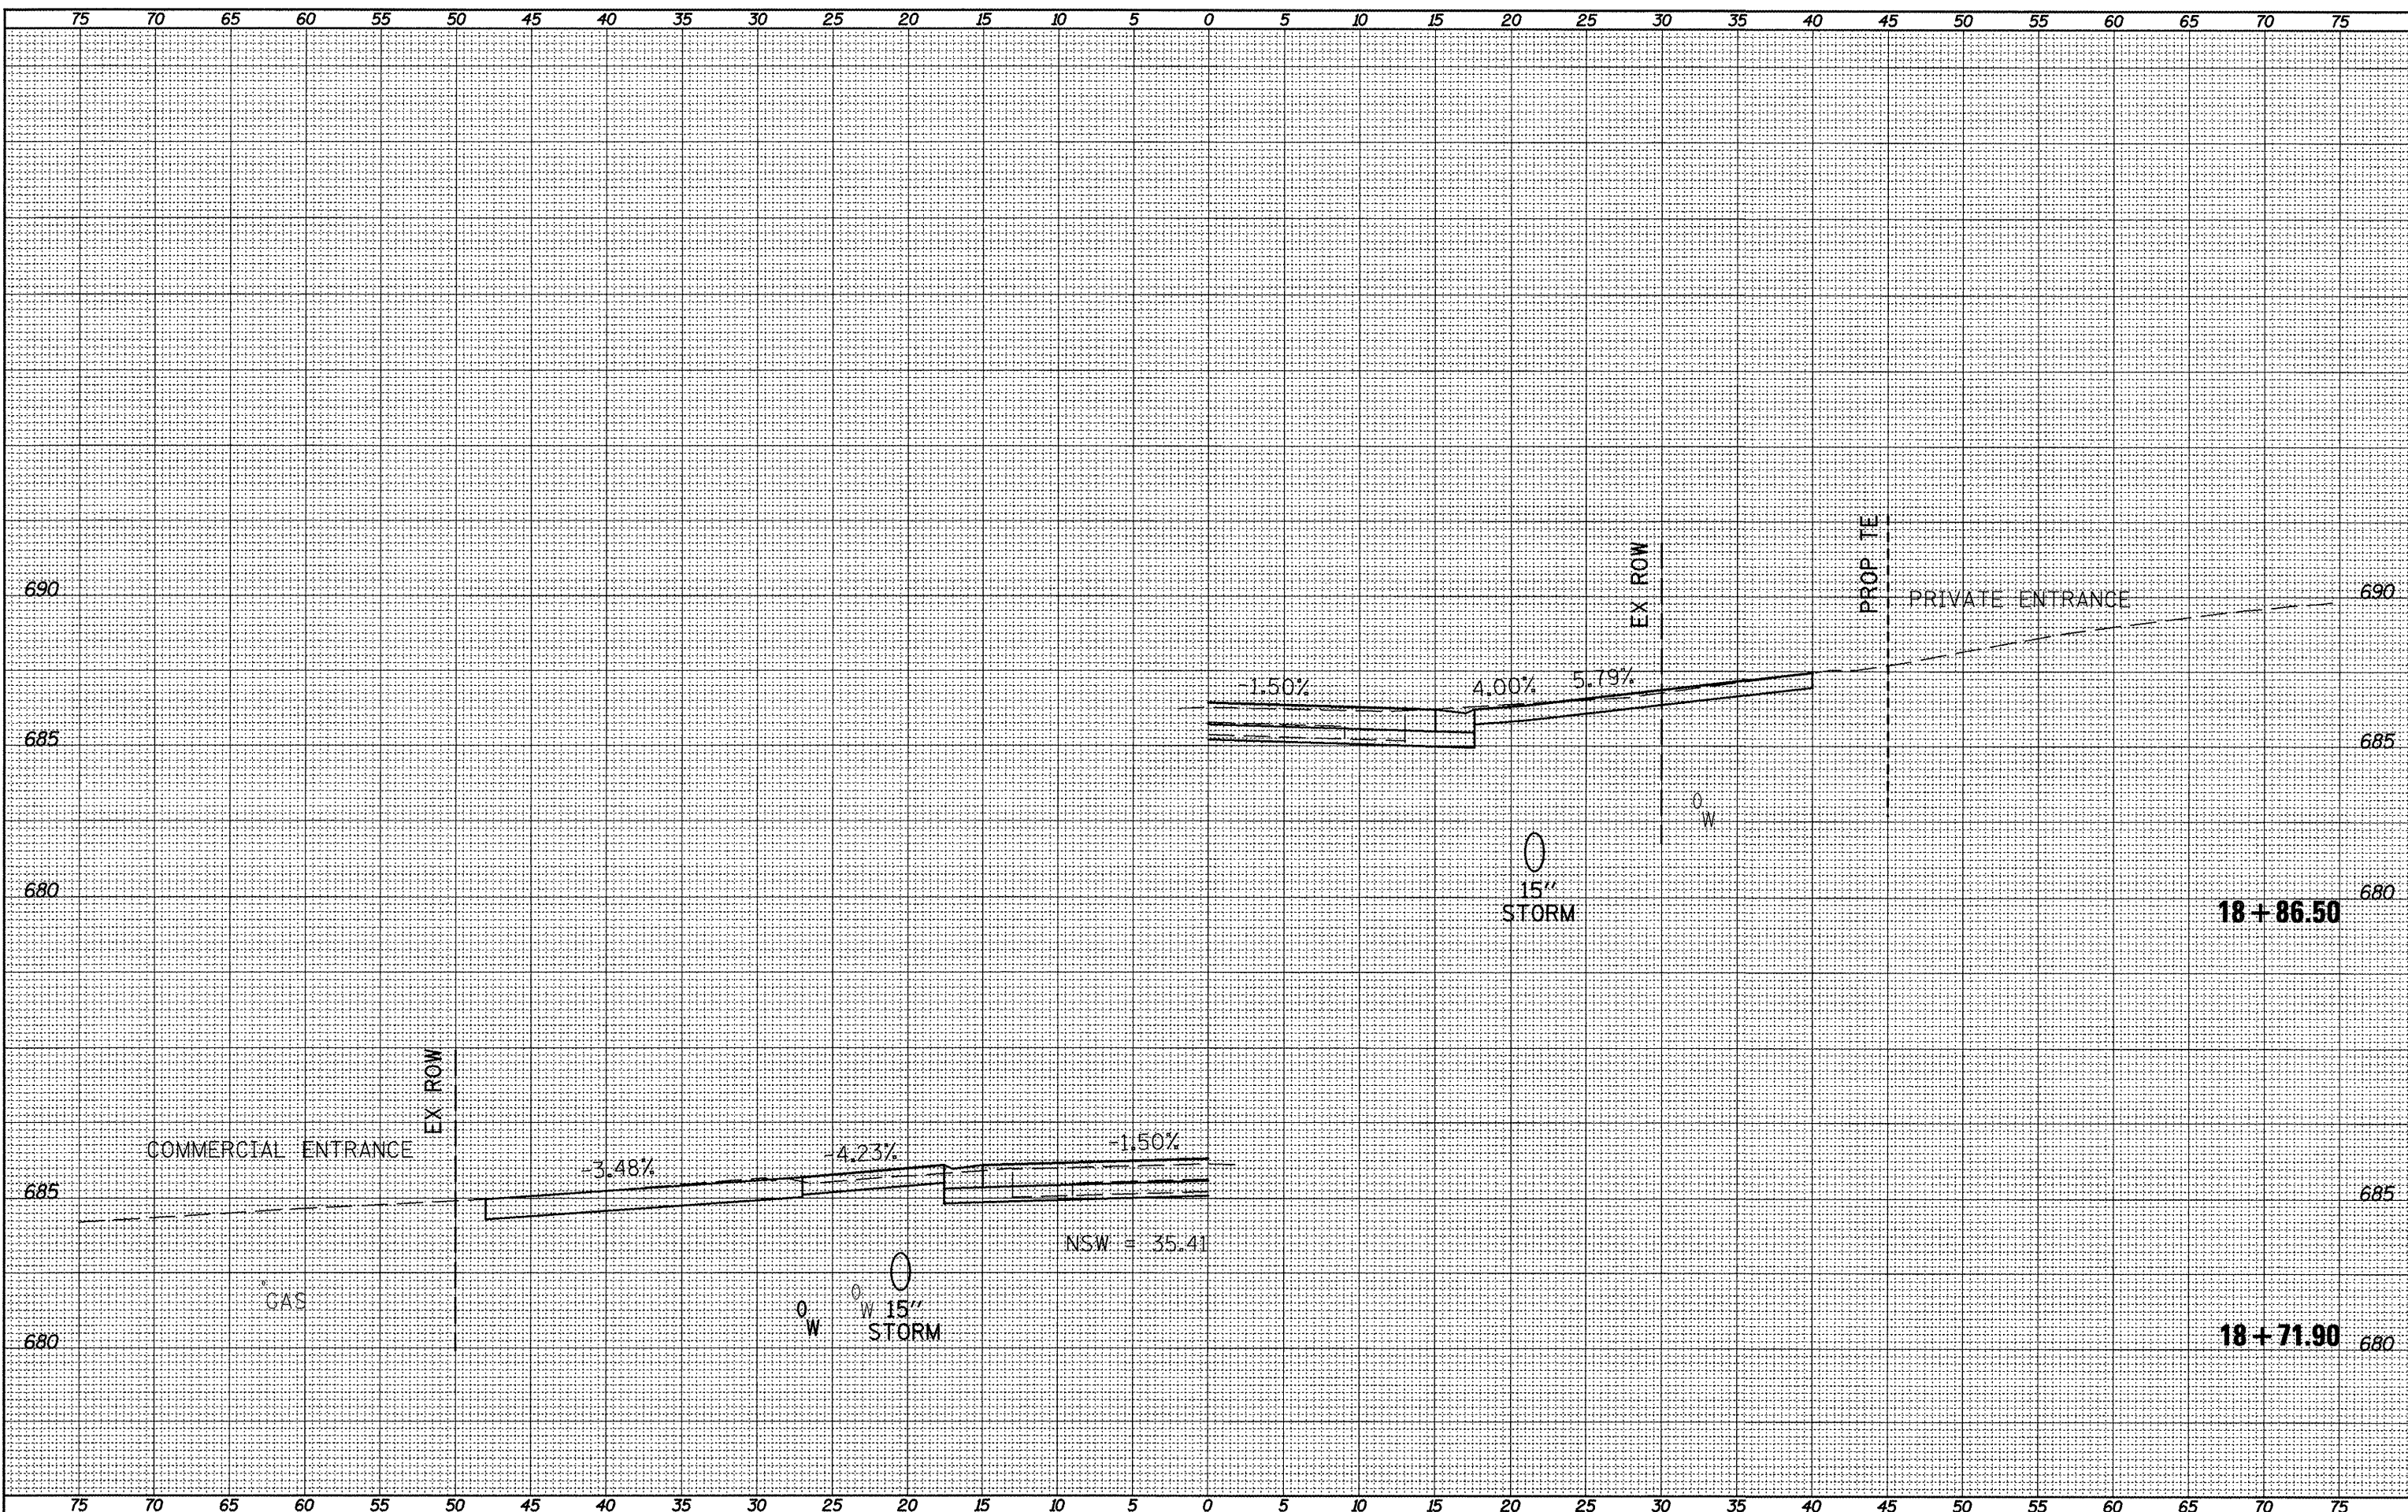 75 70 65 60 55 50 45 40 35 30 25 20 15 10 5 0 5 10 15 20 25 30 35 40 45 50 55 60 65 70 75
EX ROW
PROP TE
690
PRIVATE ENTRANCE
690
-1.50%
4.00%
5.79%
685
685
W
15"
STORM
680
680
18+86.50
EX ROW
COMMERCIAL ENTRANCE
-3.48%
-4.23%
-1.50%
685
685
NSW = 35.41
GAS
W
W
15"
STORM
680
18+71.90
680
75 70 65 60 55 50 45 40 35 30 25 20 15 10 5 0 5 10 15 20 25 30 35 40 45 50 55 60 65 70 75